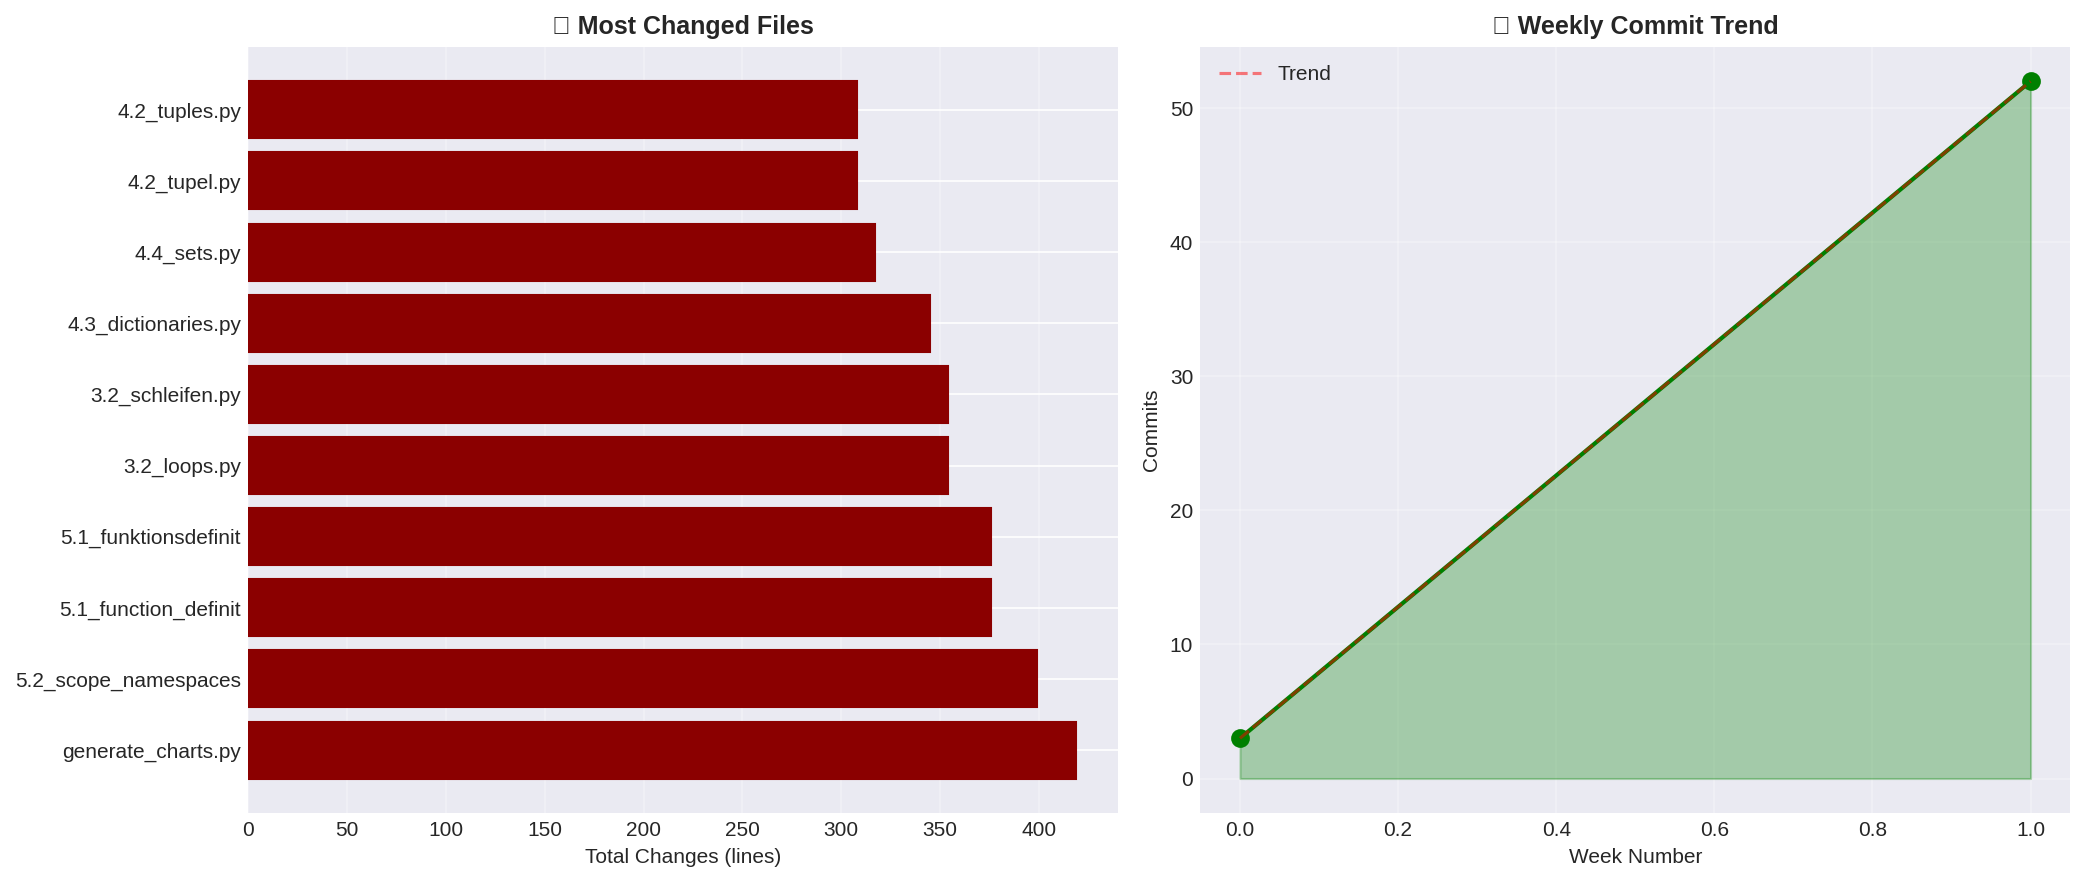 Most Changed Files
4.2_tuples.py
4.2_tupel.py
4.4_sets.py
4.3_dictionaries.py
3.2_schleifen.py
3.2_loops.py
5.1_funktionsdefinit
5.1_function_definit
5.2_scope_namespaces
generate_charts.py
0 50 100 150 200 250 300 350 400
Total Changes (lines)
Weekly Commit Trend
Trend
50
40
30
20
10
0
Commits
0.0 0.2 0.4 0.6 0.8 1.0
Week Number